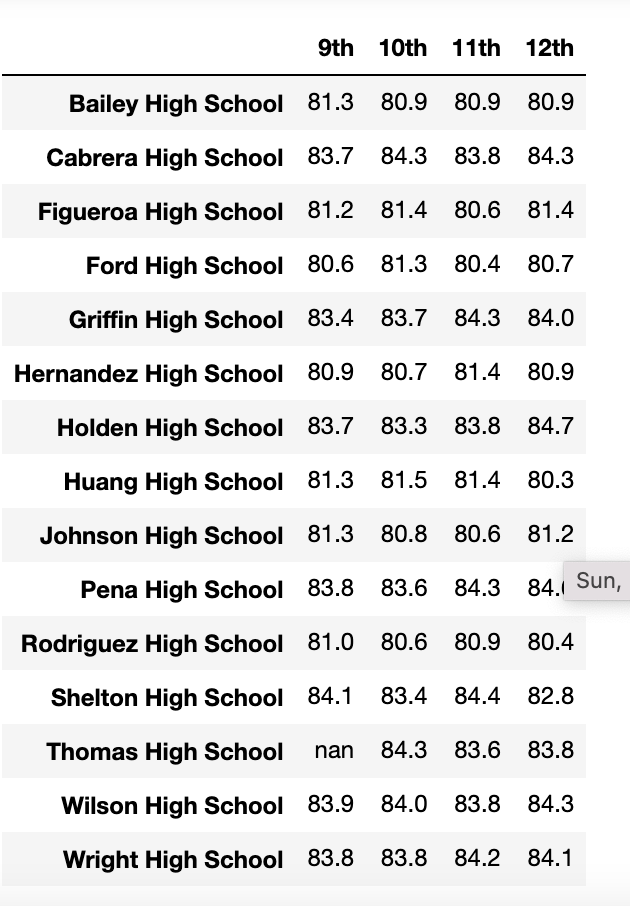 9th 10th 11th 12th
Bailey High School 81.3 80.9 80.9 80.9
Cabrera High School 83.7 84.3 83.8 84.3
Figueroa High School 81.2 81.4 80.6 81.4
Ford High School 80.6 81.3 80.4 80.7
Griffin High School 83.4 83.7 84.3 84.0
Hernandez High School 80.9 80.7 81.4 80.9
Holden High School 83.7 83.3 83.8 84.7
Huang High School 81.3 81.5 81.4 80.3
Johnson High School 81.3 80.8 80.6 81.2
Sun,
Pena High School 83.8 83.6 84.3
Rodriguez High School 81.0 80.6 80.9 80.4
Shelton High School 84.1 83.4 84.4 82.8
Thomas High School nan 84.3 83.6 83.8
Wilson High School 83.9 84.0 83.8 84.3
Wright High School 83.8 83.8 84.2 84.1